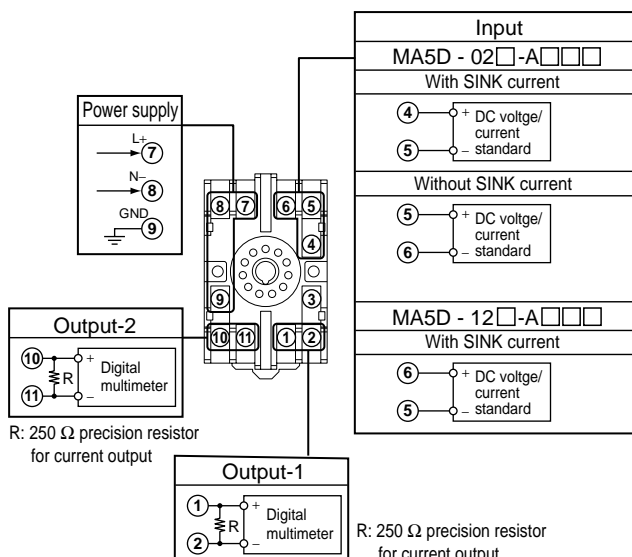 Input
MA5D - 02□-A□□□
With SINK current
4 + DC voltge/
current
5 – standard
Without SINK current
5 + DC voltge/
current
6 – standard
MA5D - 12□-A□□□
With SINK current
6 + DC voltge/
current
5 – standard
Power supply
L+
7
N–
8
GND
9
8 7 6 5
4
9 3
10 11 1 2
Output-2
10 + Digital
R multimeter
11 –
R: 250 Ω precision resistor
for current output
Output-1
1 + Digital
R multimeter
2 –
R: 250 Ω precision resistor
for current output